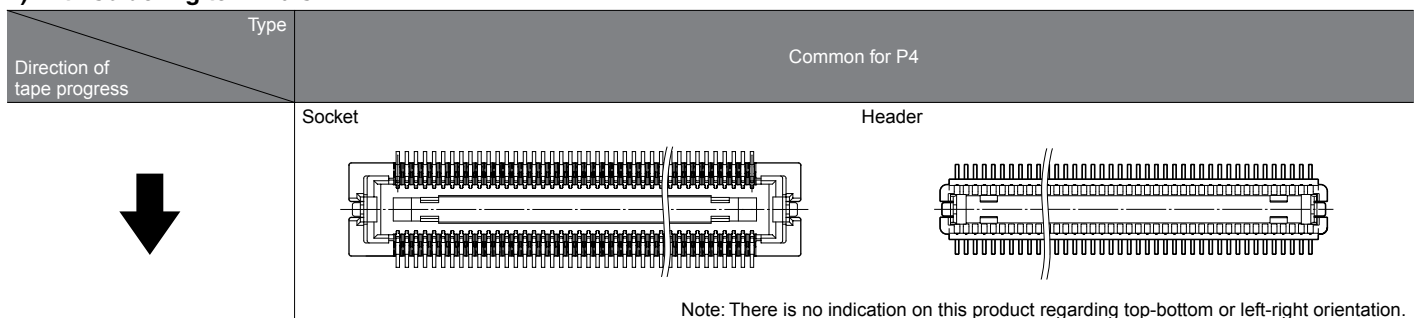 Type
Direction of
tape progress
Common for P4
Socket
Header
Note: There is no indication on this product regarding top-bottom or left-right orientation.